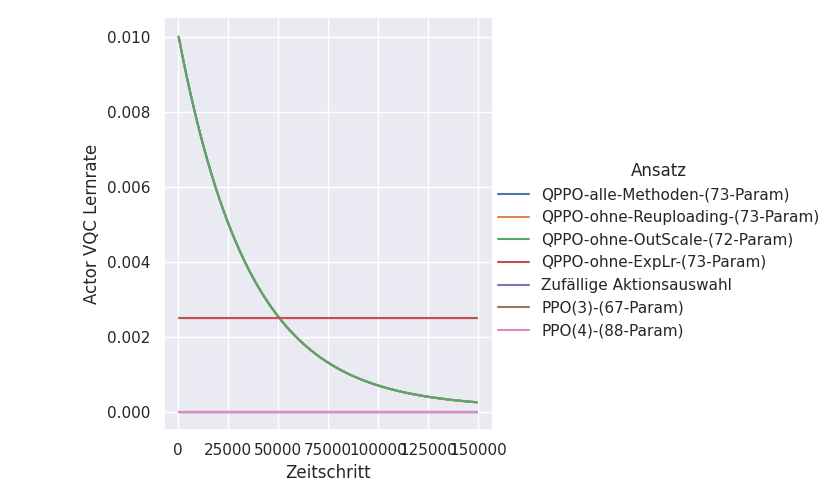 0.010
0.008
0.006
0.004
0.002
0.000
Actor VQC Lernrate
0 25000 50000 75000 100000 125000 150000
Zeitschritt
Ansatz
QPPO-alle-Methoden-(73-Param)
QPPO-ohne-Reuploading-(73-Param)
QPPO-ohne-OutScale-(72-Param)
QPPO-ohne-ExpLr-(73-Param)
Zufällige Aktionsauswahl
PPO(3)-(67-Param)
PPO(4)-(88-Param)